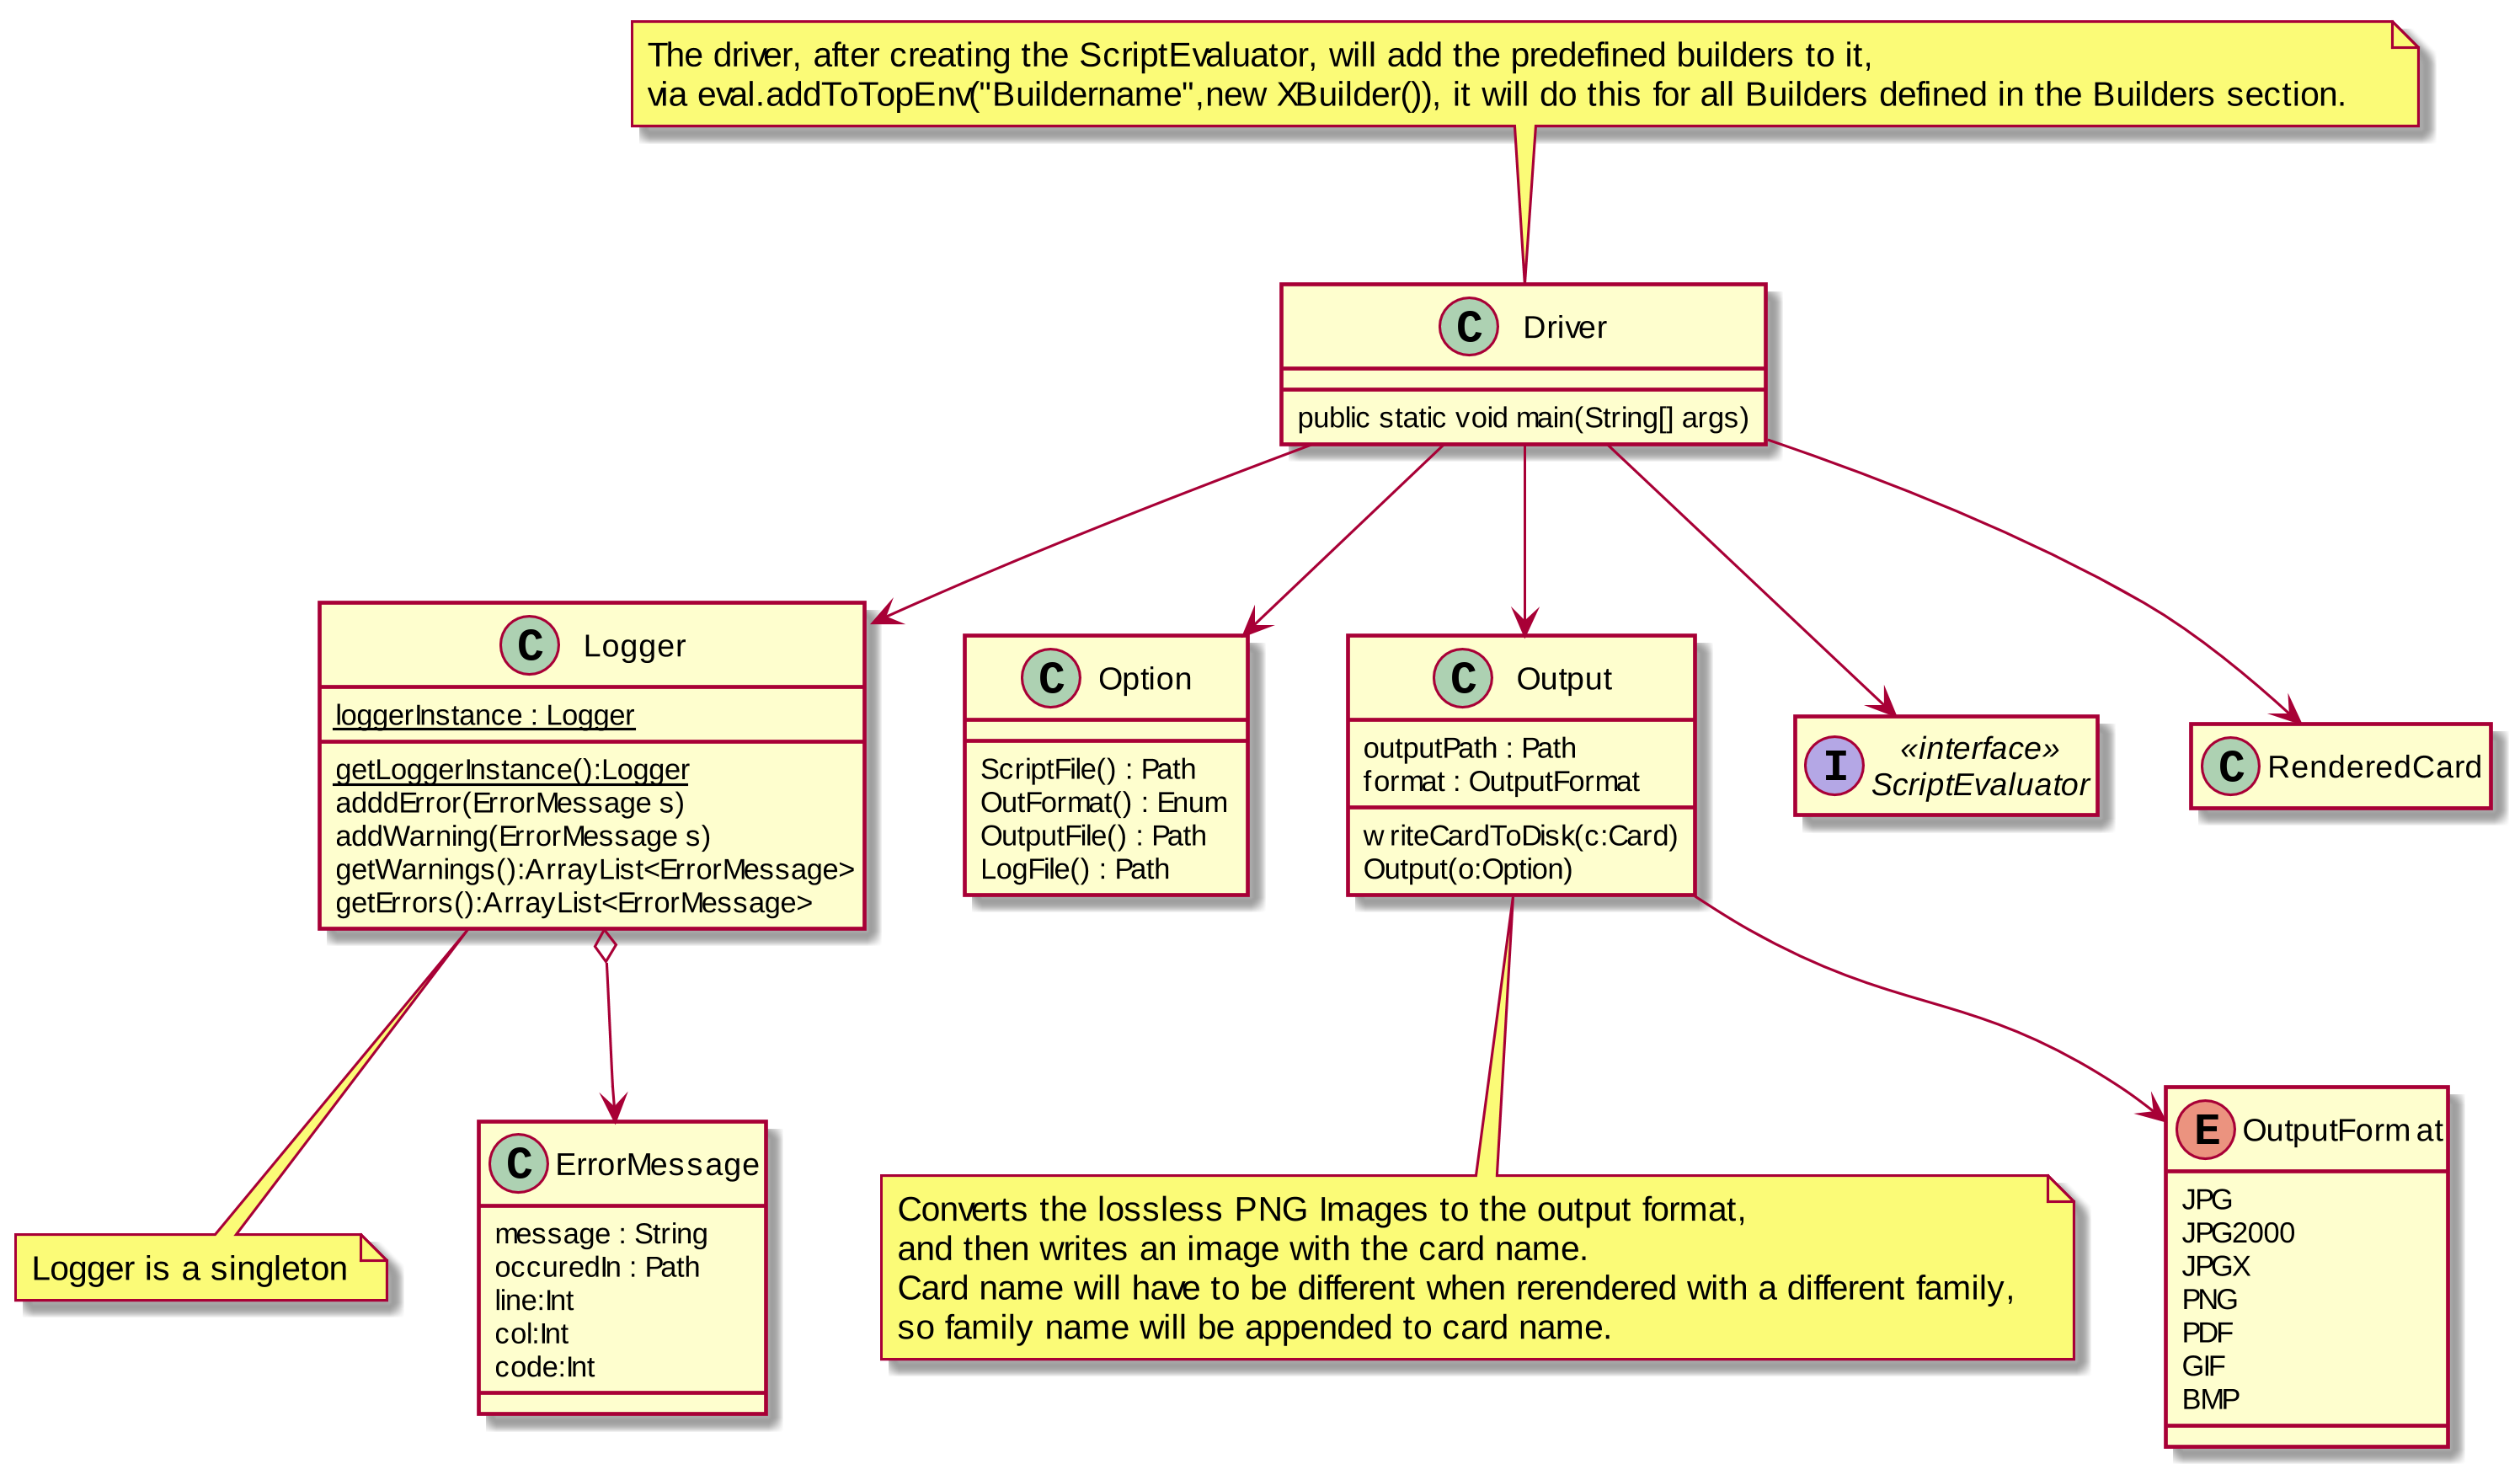 The driver, after creating the ScriptEvaluator, will add the predefined builders to it,
via eval.addToTopEnv("Buildername",new XBuilder()), it will do this for all Builders defined in the Builders section.
C Driver
public static void main(String[] args)
C Logger
loggerInstance : Logger
getLoggerInstance():Logger
adddError(ErrorMessage s)
addWarning(ErrorMessage s)
getWarnings():ArrayList<ErrorMessage>
getErrors():ArrayList<ErrorMessage>
C Option
ScriptFile() : Path
OutFormat() : Enum
OutputFile() : Path
LogFile() : Path
C Output
outputPath : Path
format : OutputFormat
writeCardToDisk(c:Card)
Output(o:Option)
I «interface»
ScriptEvaluator
C RenderedCard
Logger is a singleton
C ErrorMessage
message : String
occuredIn : Path
line:Int
col:Int
code:Int
Converts the lossless PNG Images to the output format,
and then writes an image with the card name.
Card name will have to be different when rerendered with a different family,
so family name will be appended to card name.
E OutputFormat
JPG
JPG2000
JPGX
PNG
PDF
GIF
BMP